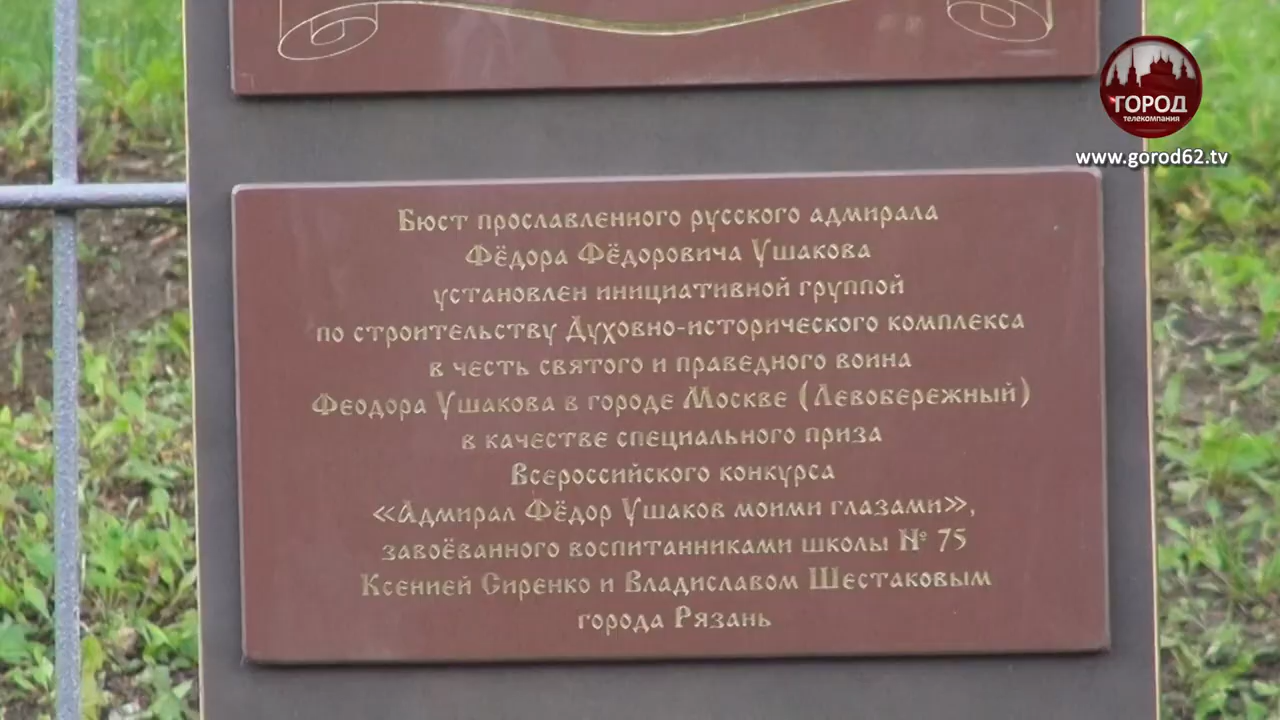 ГОРОД
телекомпания
www.gorod62.tv
Бюст прославленного русского адмирала
Фёдора Фёдоровича Ушакова
установлен инициативной группой
по строительству Духовно-исторического комплекса
в честь святого и праведного воина
Феодора Ушакова в городе Москве (Левобережный)
в качестве специального приза
Всероссийского конкурса
«Адмирал Фёдор Ушаков моими глазами»,
завоёванного воспитанниками школы № 75
Ксенией Сиренко и Владиславом Шестаковым
города Рязань